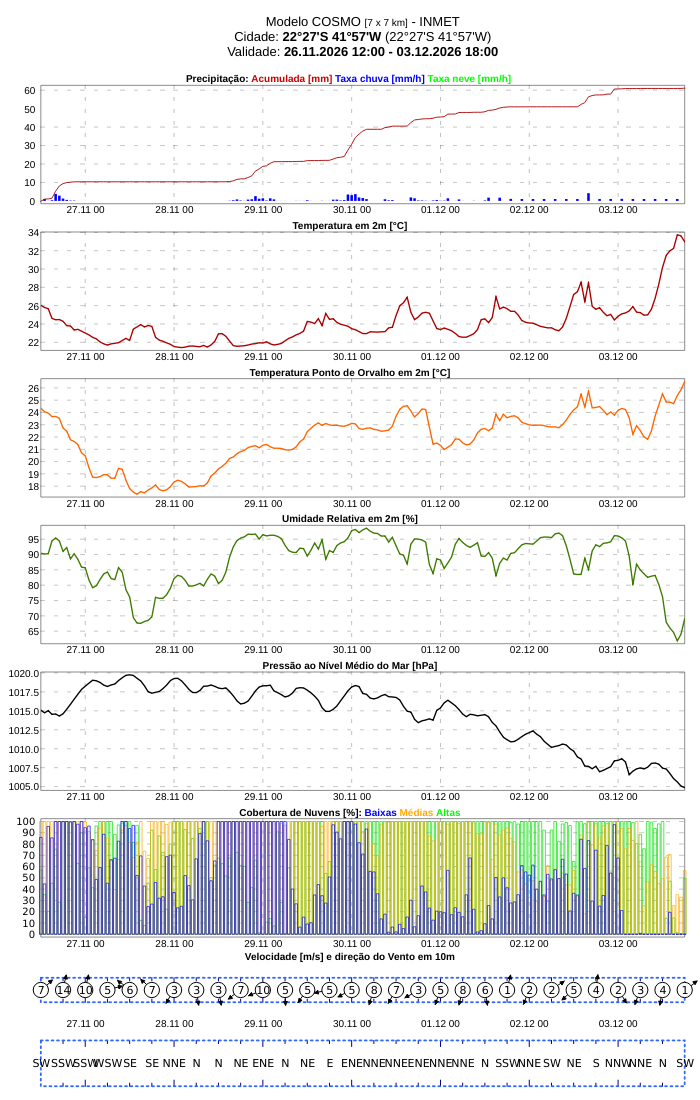 Modelo COSMO [7 x 7 km] - INMET
Cidade: 22°27'S 41°57'W (22°27'S 41°57'W)
Validade: 26.11.2026 12:00 - 03.12.2026 18:00
Precipitação: Acumulada [mm] Taxa chuva [mm/h] Taxa neve [mm/h]
60
50
40
30
20
10
0
27.11 00 28.11 00 29.11 00 30.11 00 01.12 00 02.12 00 03.12 00
Temperatura em 2m [°C]
34
32
30
28
26
24
22
27.11 00 28.11 00 29.11 00 30.11 00 01.12 00 02.12 00 03.12 00
Temperatura Ponto de Orvalho em 2m [°C]
26
25
24
23
22
21
20
19
18
27.11 00 28.11 00 29.11 00 30.11 00 01.12 00 02.12 00 03.12 00
Umidade Relativa em 2m [%]
95
90
85
80
75
70
65
27.11 00 28.11 00 29.11 00 30.11 00 01.12 00 02.12 00 03.12 00
Pressão ao Nível Médio do Mar [hPa]
1020.0
1017.5
1015.0
1012.5
1010.0
1007.5
1005.0
27.11 00 28.11 00 29.11 00 30.11 00 01.12 00 02.12 00 03.12 00
Cobertura de Nuvens [%]: Baixas Médias Altas
100
90
80
70
60
50
40
30
20
10
0
27.11 00 28.11 00 29.11 00 30.11 00 01.12 00 02.12 00 03.12 00
Velocidade [m/s] e direção do Vento em 10m
7 14 10 5 6 7 3 3 3 7 10 5 5 5 5 8 7 3 5 8 6 1 2 2 5 4 2 3 4 1
27.11 00 28.11 00 29.11 00 30.11 00 01.12 00 02.12 00 03.12 00
SW SSW SSW WSW SE SE NNE N N NE ENE N NE E ENE ENE NNE ENE NNE NNE N SSW NNE SW NE S NNW NNE N SW